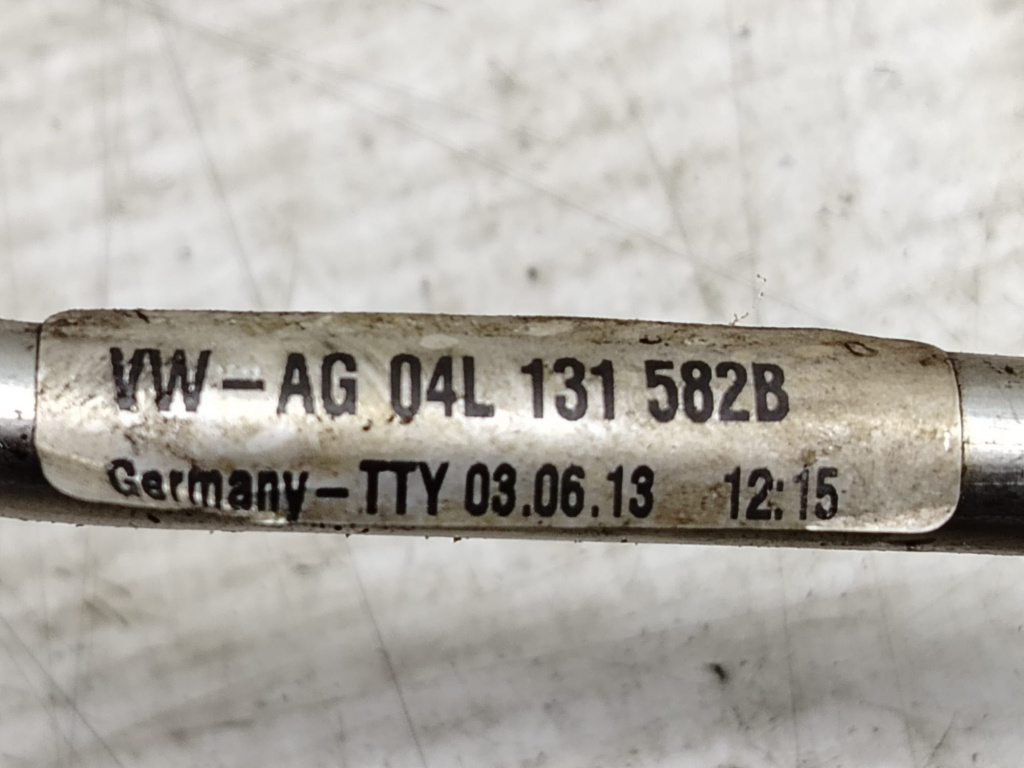 VW-AG 04L 131 582B
Germany-TTY 03.06.13 12:15